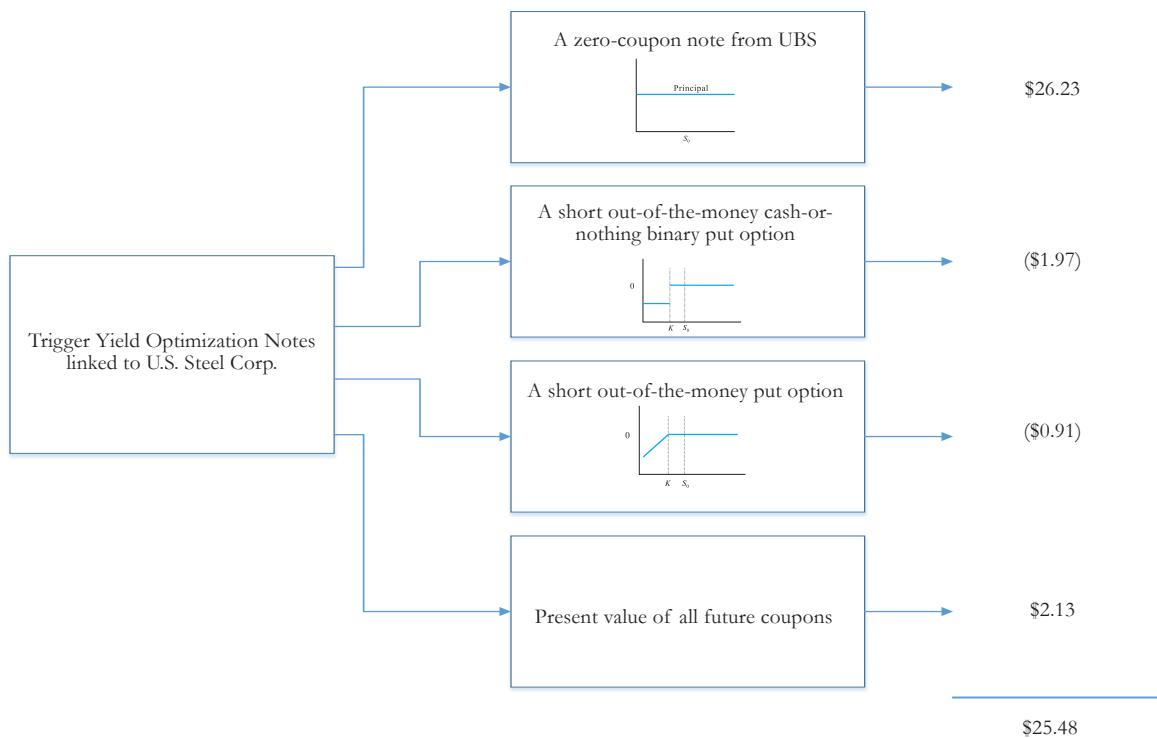 A zero-coupon note from UBS
Principal
S₀
$26.23
A short out-of-the-money cash-or-
nothing binary put option
0
K S₀
($1.97)
Trigger Yield Optimization Notes
linked to U.S. Steel Corp.
A short out-of-the-money put option
0
K S₀
($0.91)
Present value of all future coupons
$2.13
$25.48